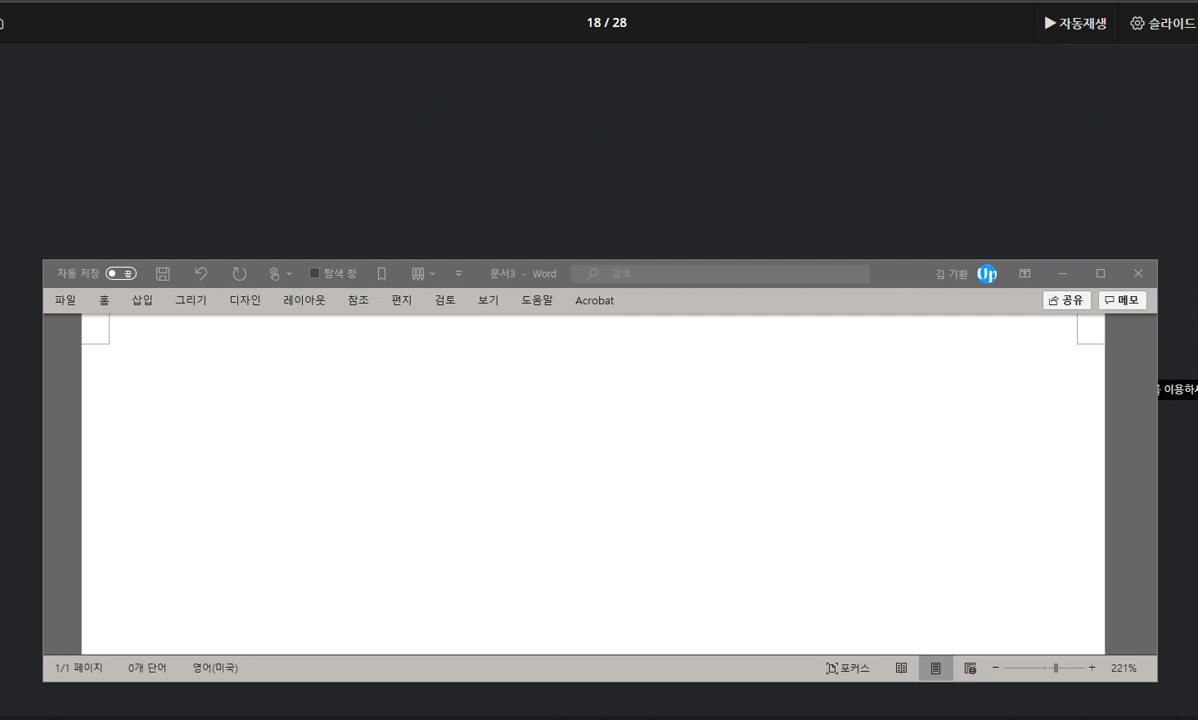 18 / 28
▶ 자동재생
슬라이드
자동 저장 끔
탐색 창
문서3 - Word
검색
김 기환
Up
파일 홈 삽입 그리기 디자인 레이아웃 참조 편지 검토 보기 도움말 Acrobat
공유 메모
이용하
1/1 페이지 0개 단어 영어(미국)
포커스
− + 221%